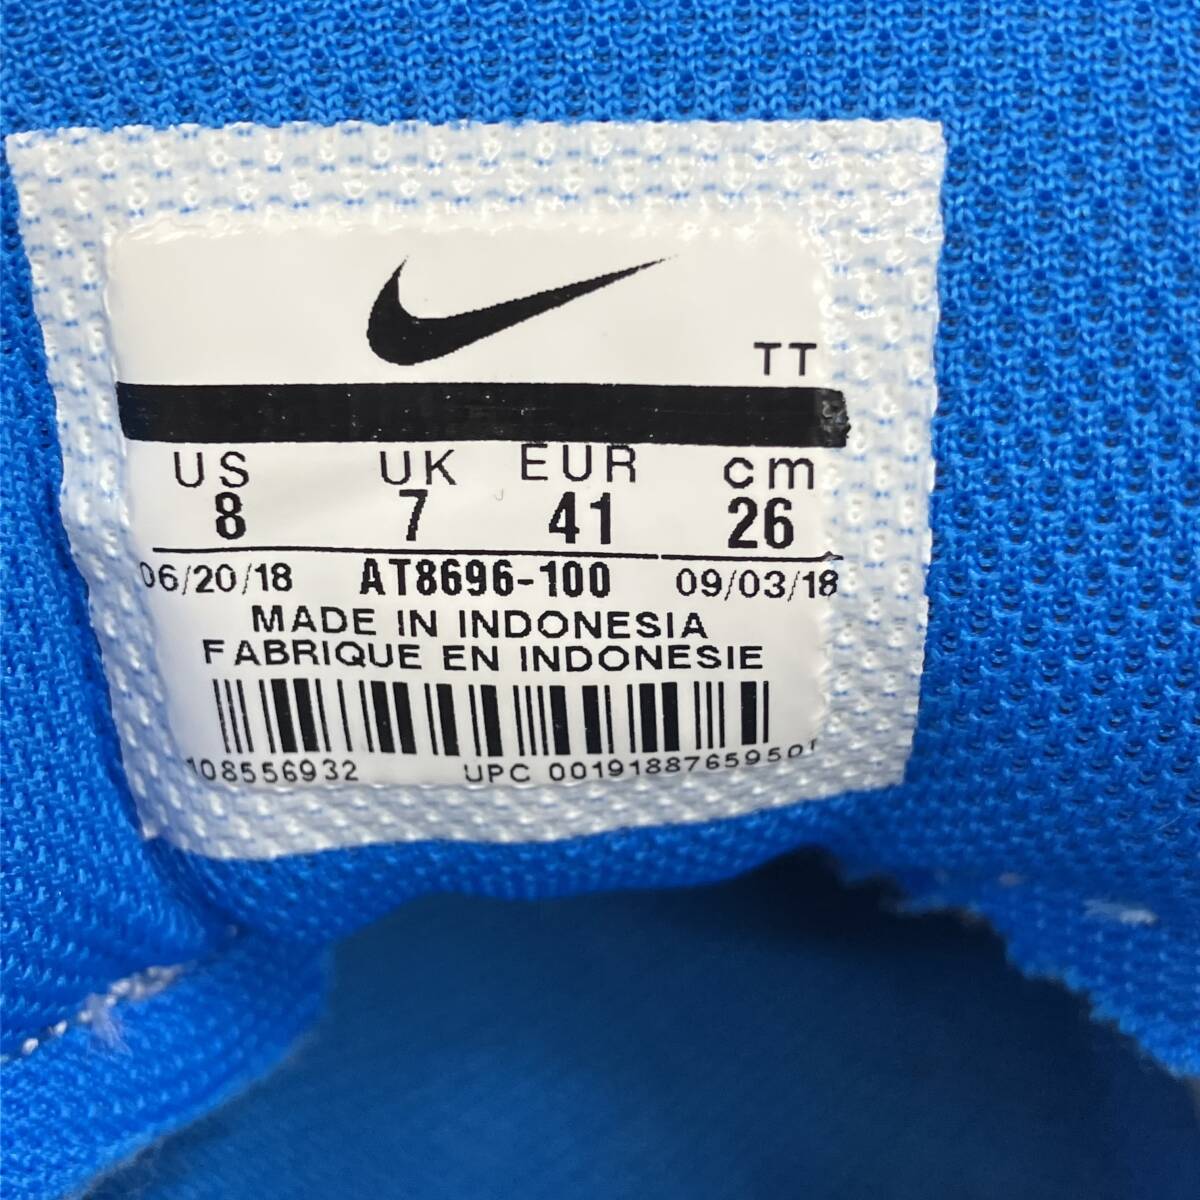 TT
US UK EUR cm
8 7 41 26
06/20/18 AT8696-100 09/03/18
MADE IN INDONESIA
FABRIQUE EN INDONESIE
108556932 UPC 00191887659501